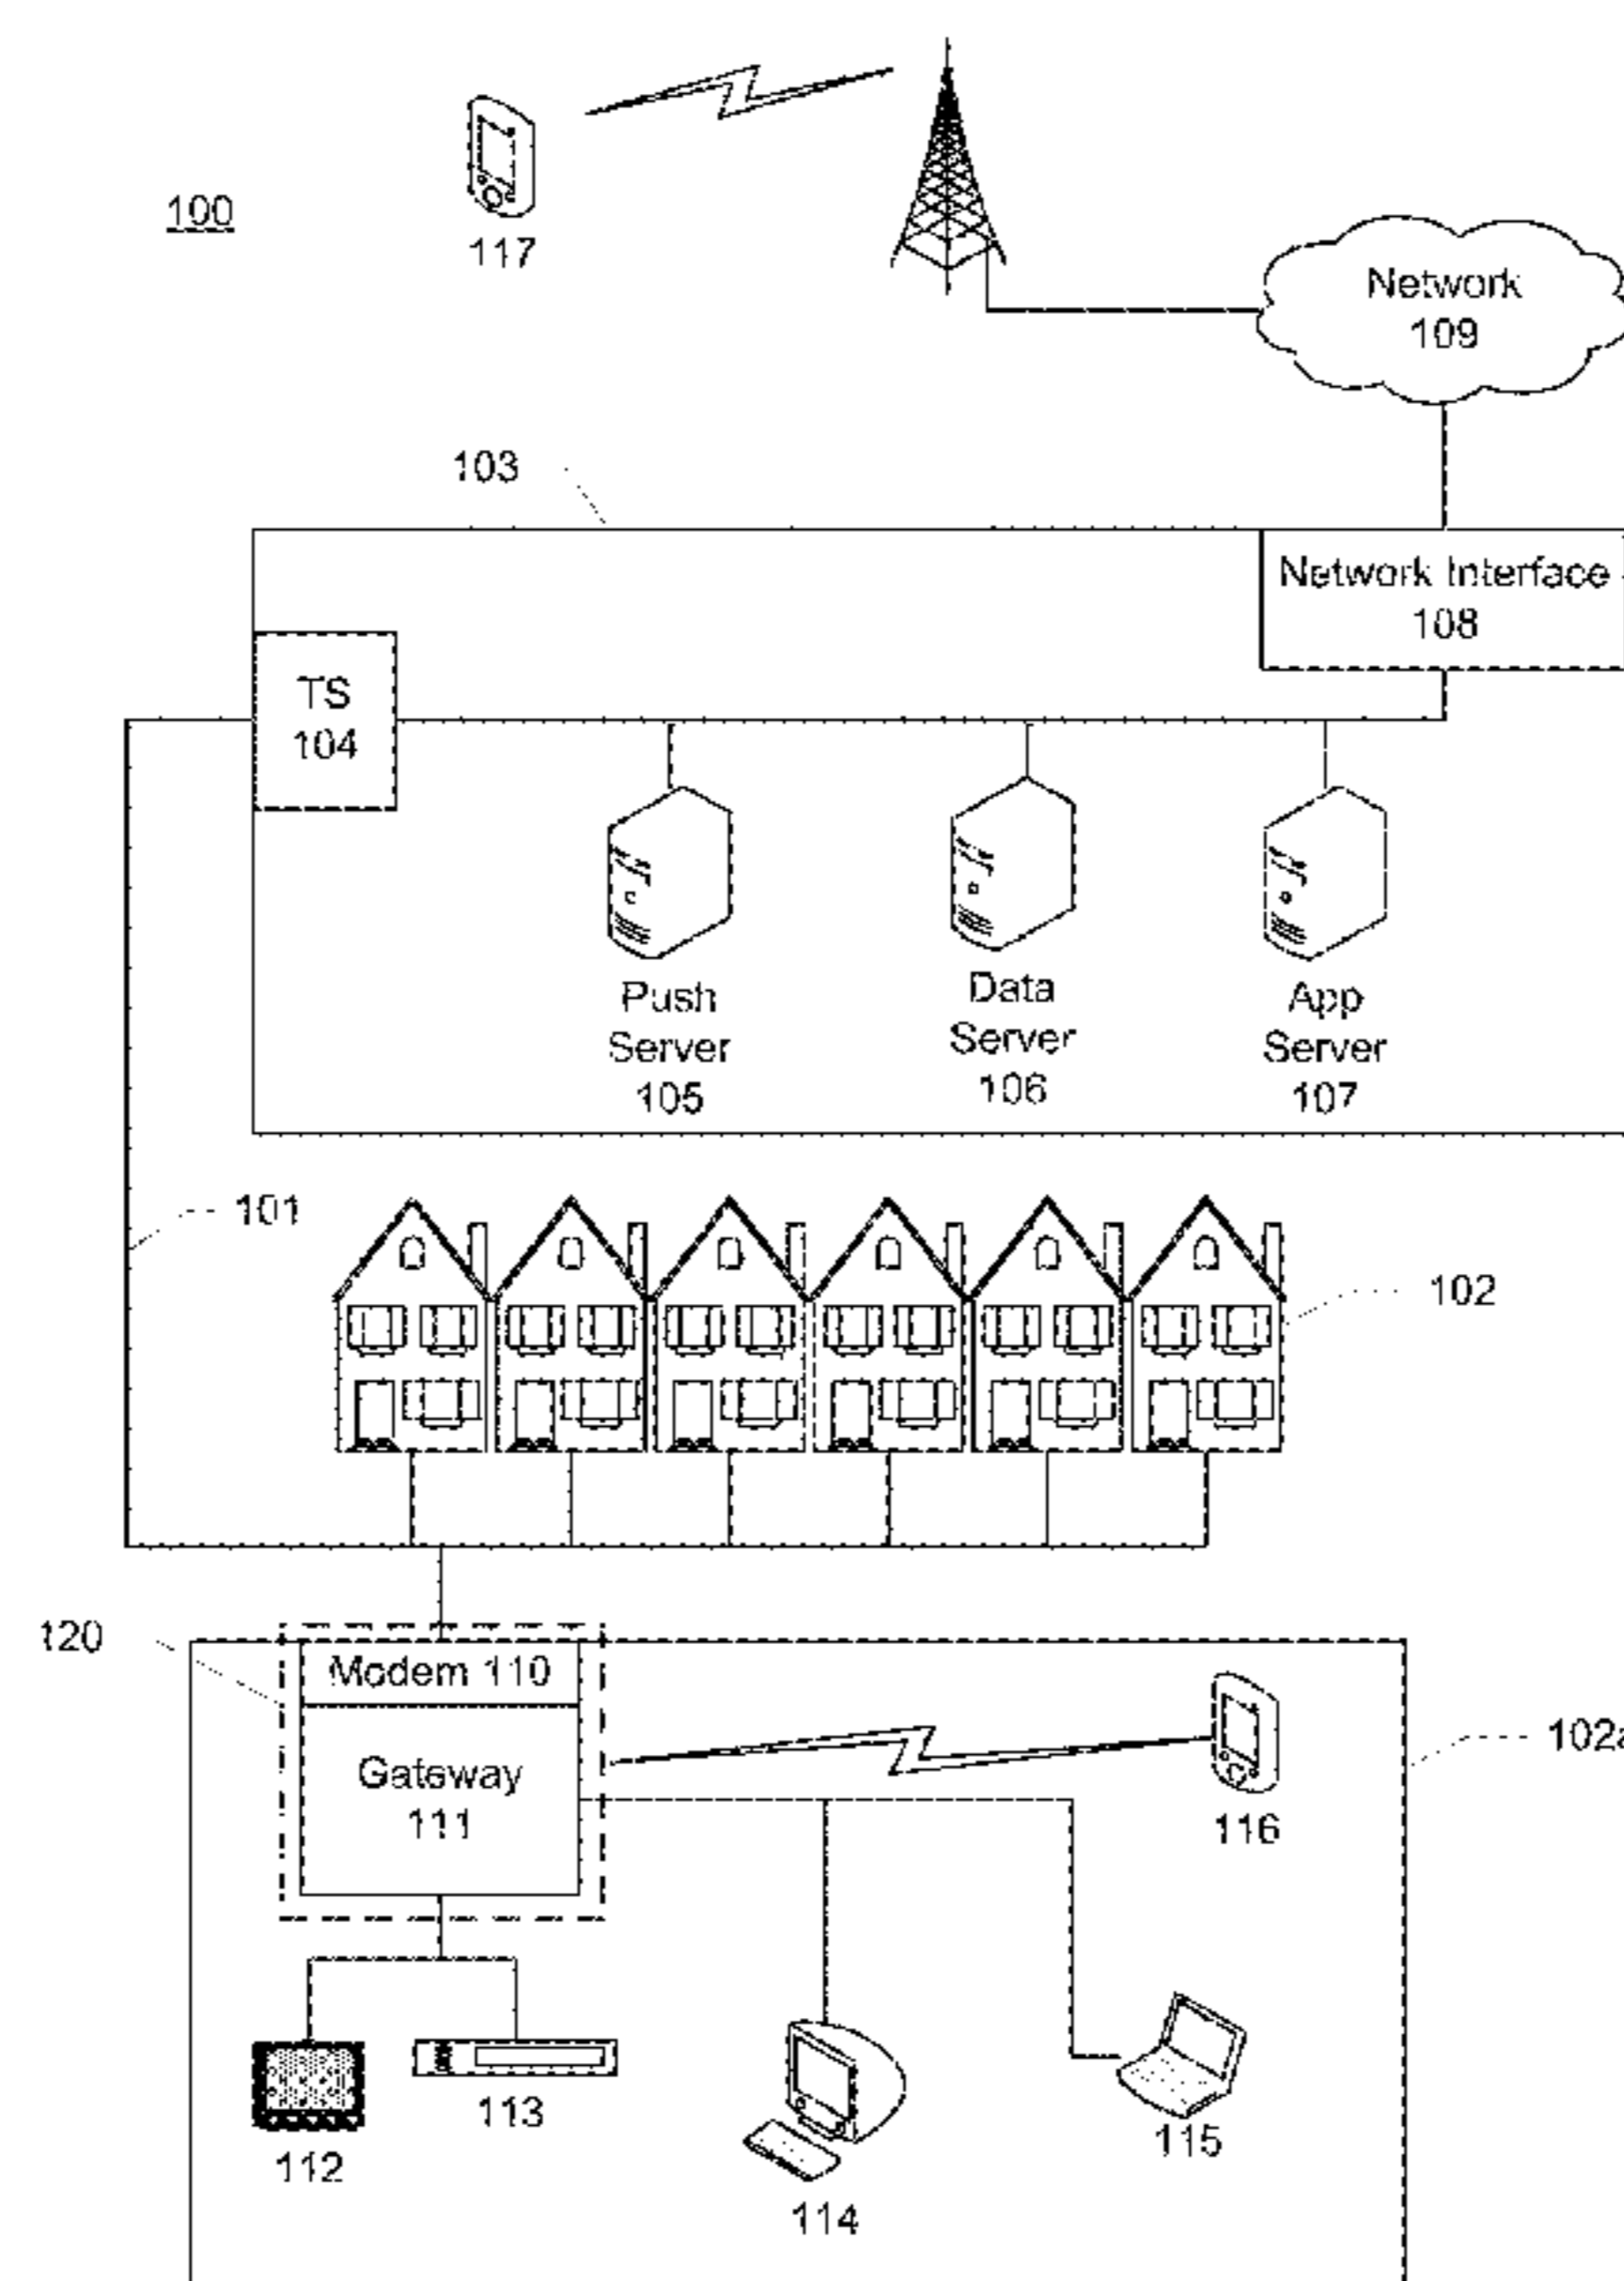 100
117
Network
109
103
Network Interface
108
TS
104
Push
Server
105
Data
Server
106
App
Server
107
101
102
120
Modem 110
Gateway
111
116
102a
112
113
114
115